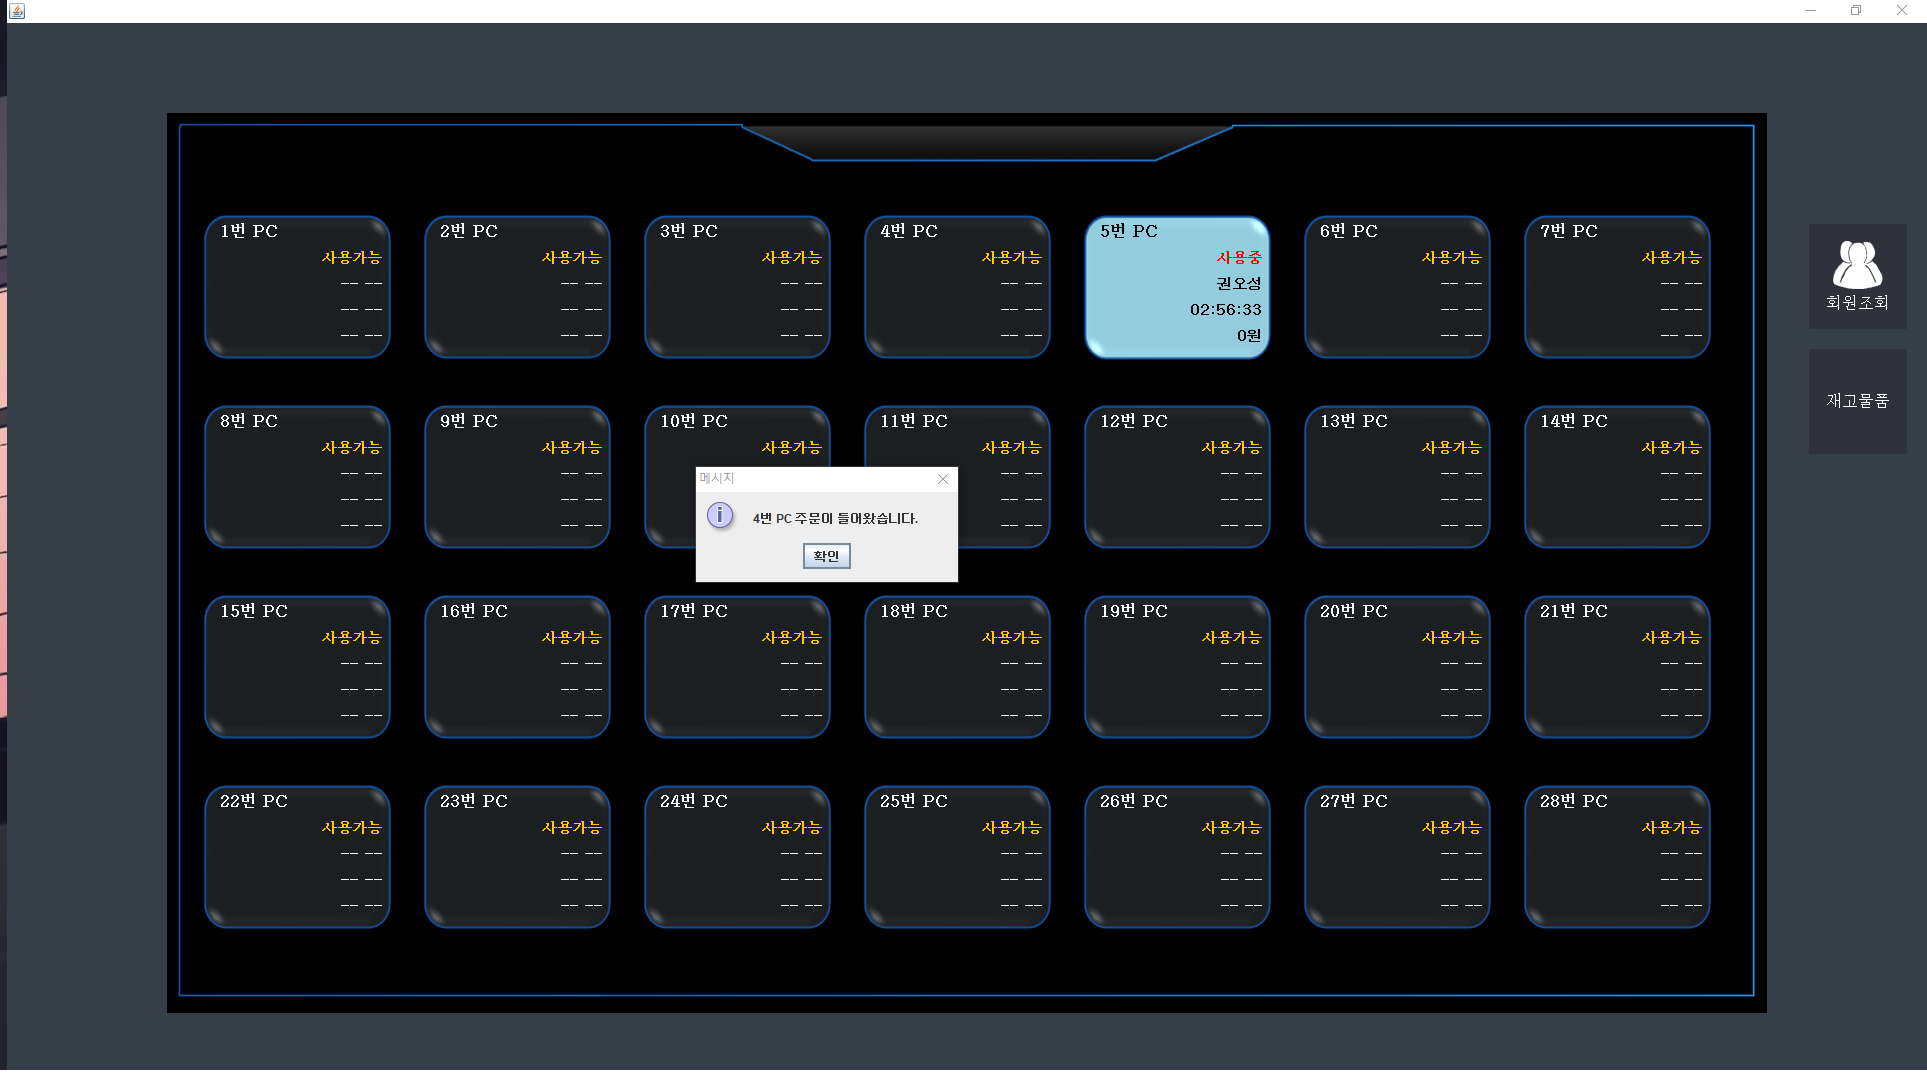 1번 PC
사용가능
-- --
-- --
-- --
2번 PC
사용가능
-- --
-- --
-- --
3번 PC
사용가능
-- --
-- --
-- --
4번 PC
사용가능
-- --
-- --
-- --
5번 PC
사용중
권오성
02:56:33
0원
6번 PC
사용가능
-- --
-- --
-- --
7번 PC
사용가능
-- --
-- --
-- --
회원조회
재고물품
8번 PC
사용가능
-- --
-- --
-- --
9번 PC
사용가능
-- --
-- --
-- --
10번 PC
사용가능
11번 PC
사용가능
-- --
-- --
-- --
12번 PC
사용가능
-- --
-- --
-- --
13번 PC
사용가능
-- --
-- --
-- --
14번 PC
사용가능
-- --
-- --
-- --
메시지
4번 PC 주문이 들어왔습니다.
확인
15번 PC
사용가능
-- --
-- --
-- --
16번 PC
사용가능
-- --
-- --
-- --
17번 PC
사용가능
-- --
-- --
-- --
18번 PC
사용가능
-- --
-- --
-- --
19번 PC
사용가능
-- --
-- --
-- --
20번 PC
사용가능
-- --
-- --
-- --
21번 PC
사용가능
-- --
-- --
-- --
22번 PC
사용가능
-- --
-- --
-- --
23번 PC
사용가능
-- --
-- --
-- --
24번 PC
사용가능
-- --
-- --
-- --
25번 PC
사용가능
-- --
-- --
-- --
26번 PC
사용가능
-- --
-- --
-- --
27번 PC
사용가능
-- --
-- --
-- --
28번 PC
사용가능
-- --
-- --
-- --